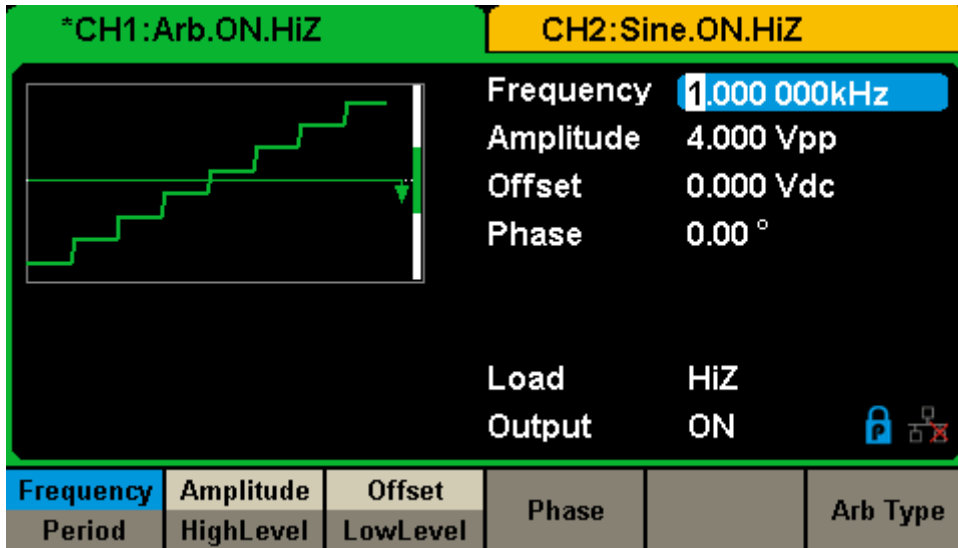 *CH1:Arb.ON.HiZ
CH2:Sine.ON.HiZ
Frequency 1.000 000kHz
Amplitude 4.000 Vpp
Offset 0.000 Vdc
Phase 0.00 °
Load HiZ
Output ON
P
Frequency Amplitude Offset Phase Arb Type
Period HighLevel LowLevel